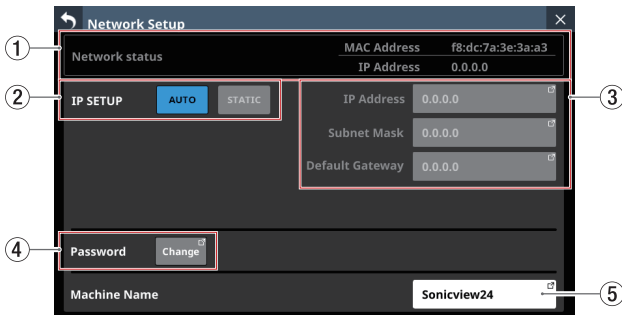 Network Setup
①
Network status
MAC Address f8:dc:7a:3e:3a:a3
IP Address 0.0.0.0
②
IP SETUP AUTO STATIC
③
IP Address 0.0.0.0
Subnet Mask 0.0.0.0
Default Gateway 0.0.0.0
④
Password Change
Machine Name Sonicview24
⑤